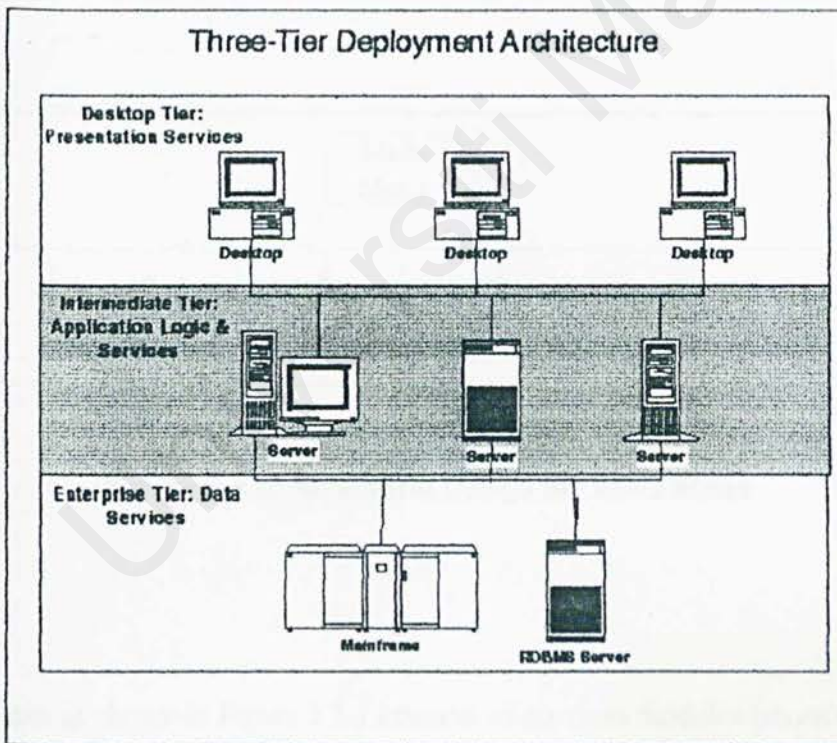 Three-Tier Deployment Architecture
Desktop Tier:
Presentation Services
Desktop Desktop Desktop
Intermediate Tier:
Application Logic &
Services
Server Server Server
Enterprise Tier: Data
Services
Mainframe
RDBMS Server